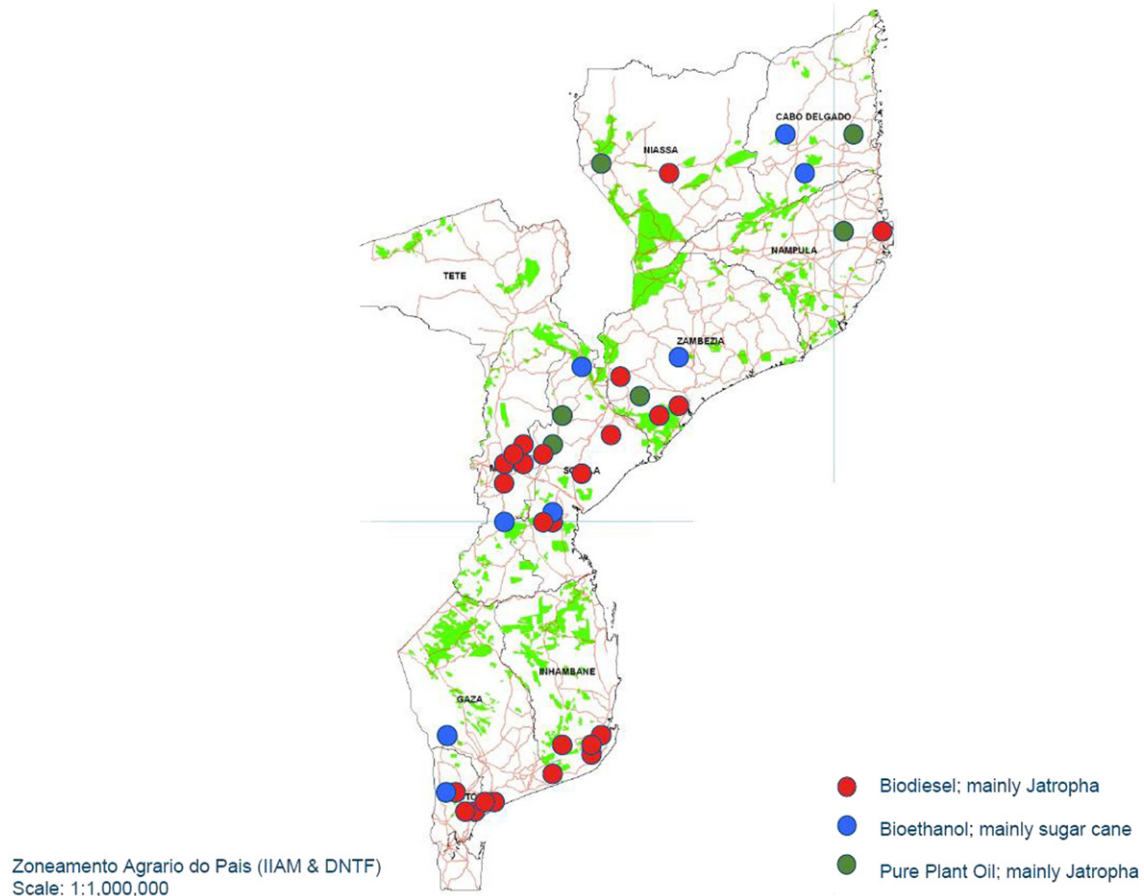 CABO DELGADO
NIASSA
NAMPULA
TETE
ZAMBEZIA
INHAMBANE
GAZA
Biodiesel; mainly Jatropha
Bioethanol; mainly sugar cane
Pure Plant Oil; mainly Jatropha
Zoneamento Agrario do Pais (IIAM & DNTF)
Scale: 1:1,000,000